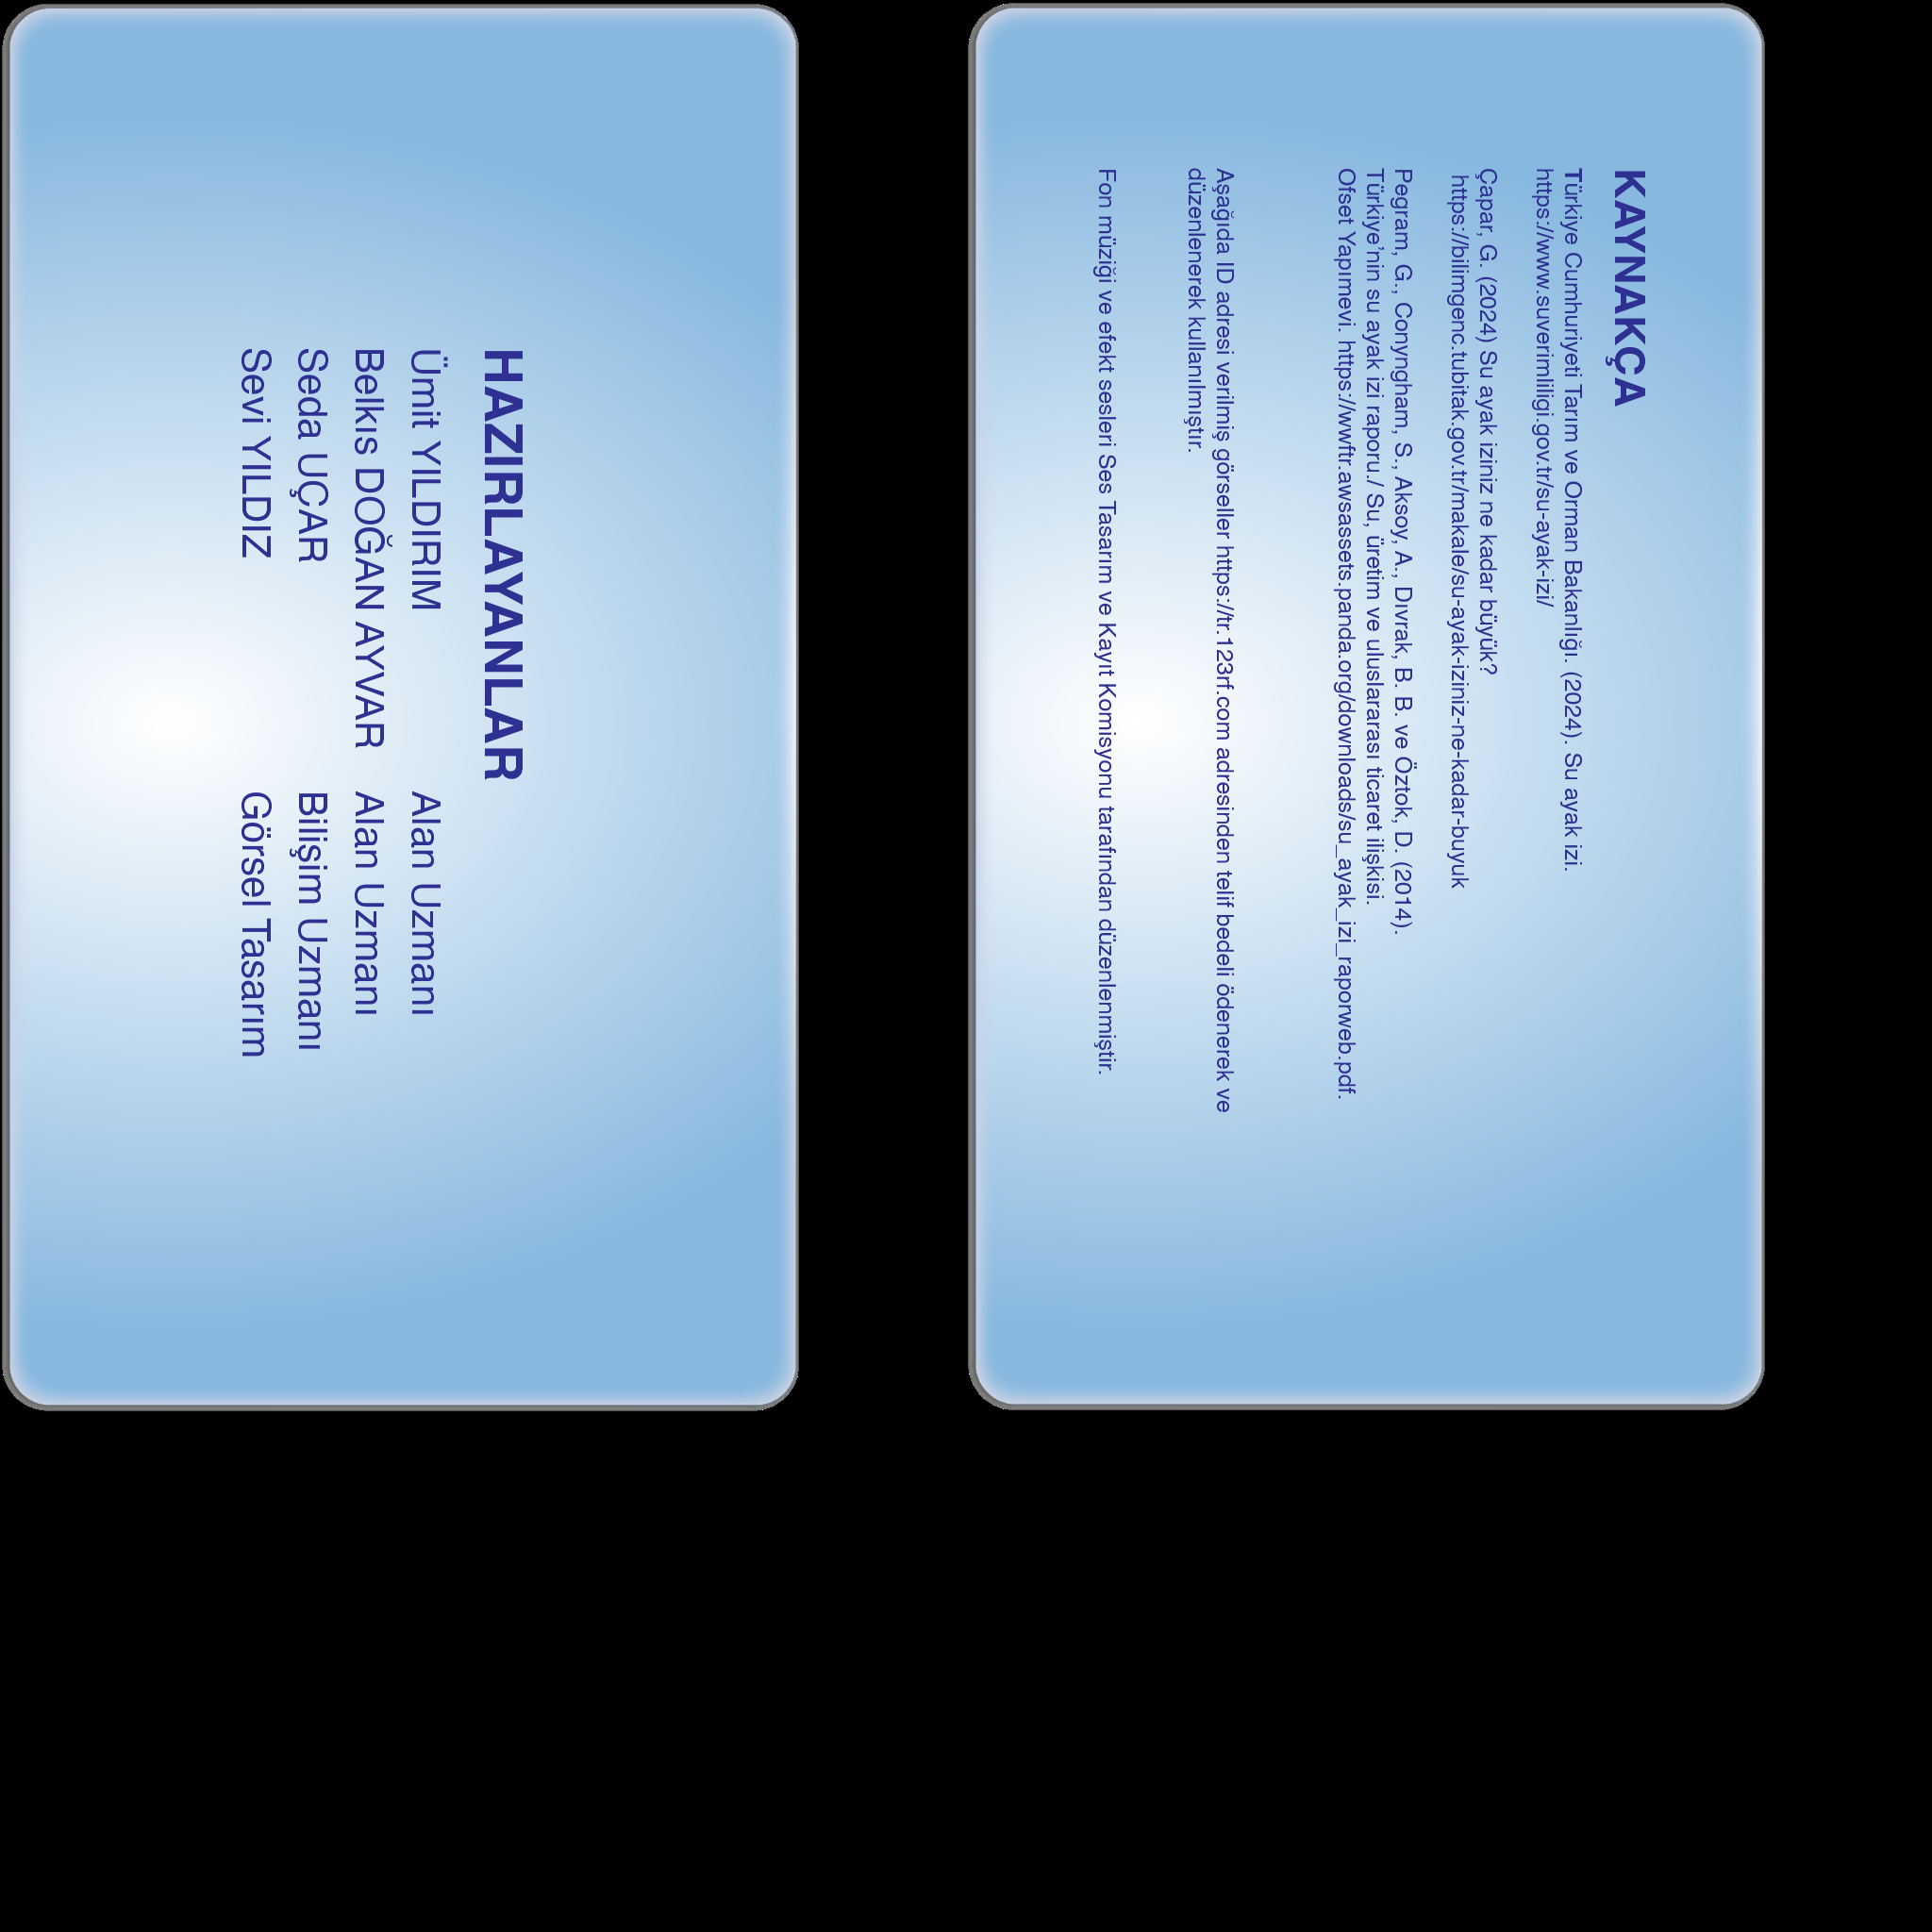 HAZIRLAYANLAR
Ümit YILDIRIM Alan Uzmanı
Belkıs DOĞAN AYVAR Alan Uzmanı
Seda UÇAR Bilişim Uzmanı
Sevi YILDIZ Görsel Tasarım
KAYNAKÇA
Türkiye Cumhuriyeti Tarım ve Orman Bakanlığı. (2024). Su ayak izi.
https://www.suverimliligi.gov.tr/su-ayak-izi/
Çapar, G. (2024) Su ayak iziniz ne kadar büyük?
https://bilimgenc.tubitak.gov.tr/makale/su-ayak-iziniz-ne-kadar-buyuk
Pegram, G., Conyngham, S., Aksoy, A., Dıvrak, B. B. ve Öztok, D. (2014).
Türkiye’nin su ayak izi raporu./ Su, üretim ve uluslararası ticaret ilişkisi.
Ofset Yapımevi. https://wwftr.awsassets.panda.org/downloads/su_ayak_izi_raporweb.pdf.
Aşağıda ID adresi verilmiş görseller https://tr.123rf.com adresinden telif bedeli ödenerek ve
düzenlenerek kullanılmıştır.
Fon müziği ve efekt sesleri Ses Tasarım ve Kayıt Komisyonu tarafından düzenlenmiştir.